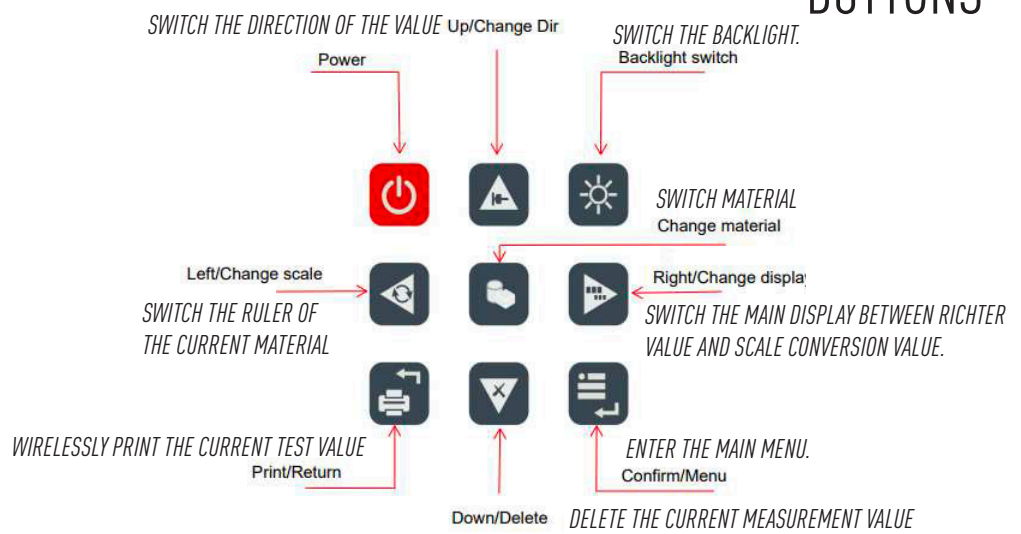 BUTTONS
SWITCH THE DIRECTION OF THE VALUE Up/Change Dir
SWITCH THE BACKLIGHT.
Backlight switch
Power
SWITCH MATERIAL
Change material
Left/Change scale
Right/Change display
SWITCH THE RULER OF
THE CURRENT MATERIAL
SWITCH THE MAIN DISPLAY BETWEEN RICHTER
VALUE AND SCALE CONVERSION VALUE.
WIRELESSLY PRINT THE CURRENT TEST VALUE
Print/Return
ENTER THE MAIN MENU.
Confirm/Menu
Down/Delete
DELETE THE CURRENT MEASUREMENT VALUE